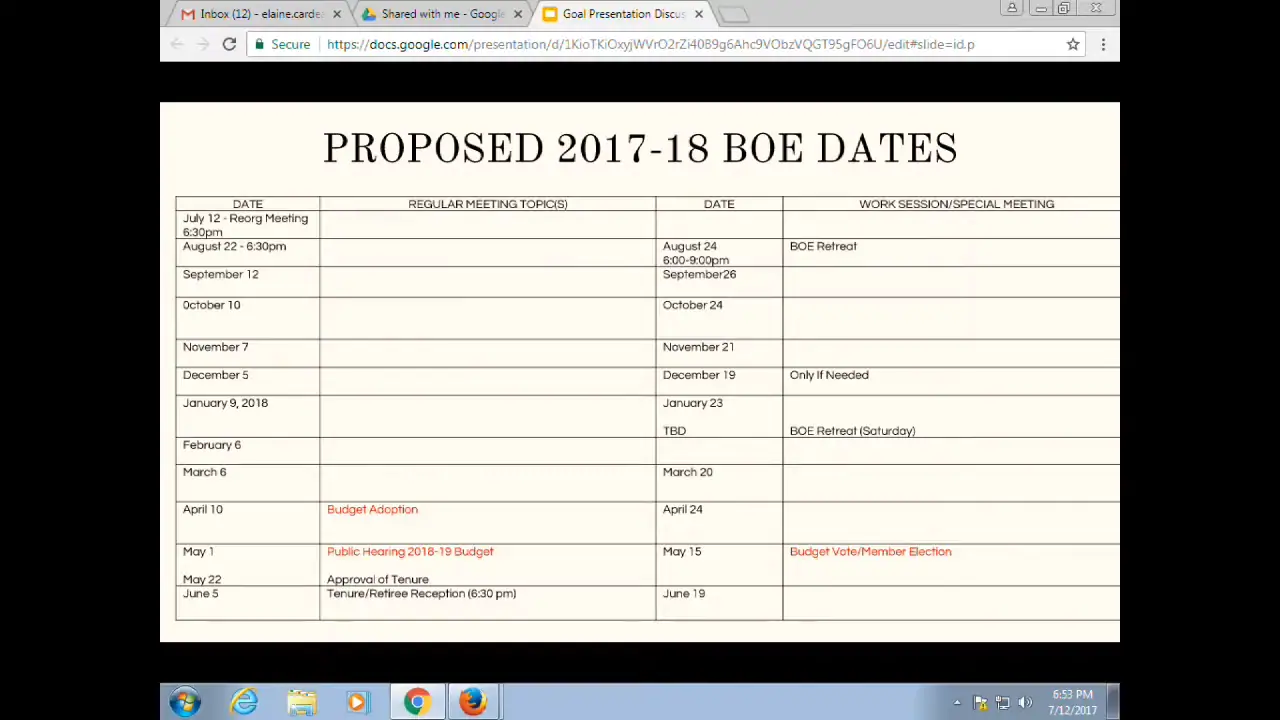 Inbox (12) - elaine.carde
Shared with me - Google
Goal Presentation Discus
Secure
https://docs.google.com/presentation/d/1KioTKiOxyjWVrO2rZi40B9g6Ahc9VObzVQGT95gFO6U/edit#slide=id.p
PROPOSED 2017-18 BOE DATES
DATE REGULAR MEETING TOPIC(S) DATE WORK SESSION/SPECIAL MEETING
July 12 - Reorg Meeting
6:30pm
August 22 - 6:30pm August 24 BOE Retreat
6:00-9:00pm
September 12 September26
0ctober 10 October 24
November 7 November 21
December 5 December 19 Only If Needed
January 9, 2018 January 23
TBD BOE Retreat (Saturday)
February 6
March 6 March 20
April 10 Budget Adoption April 24
May 1 Public Hearing 2018-19 Budget May 15 Budget Vote/Member Election
May 22 Approval of Tenure
June 5 Tenure/Retiree Reception (6:30 pm) June 19
6:53 PM
7/12/2017